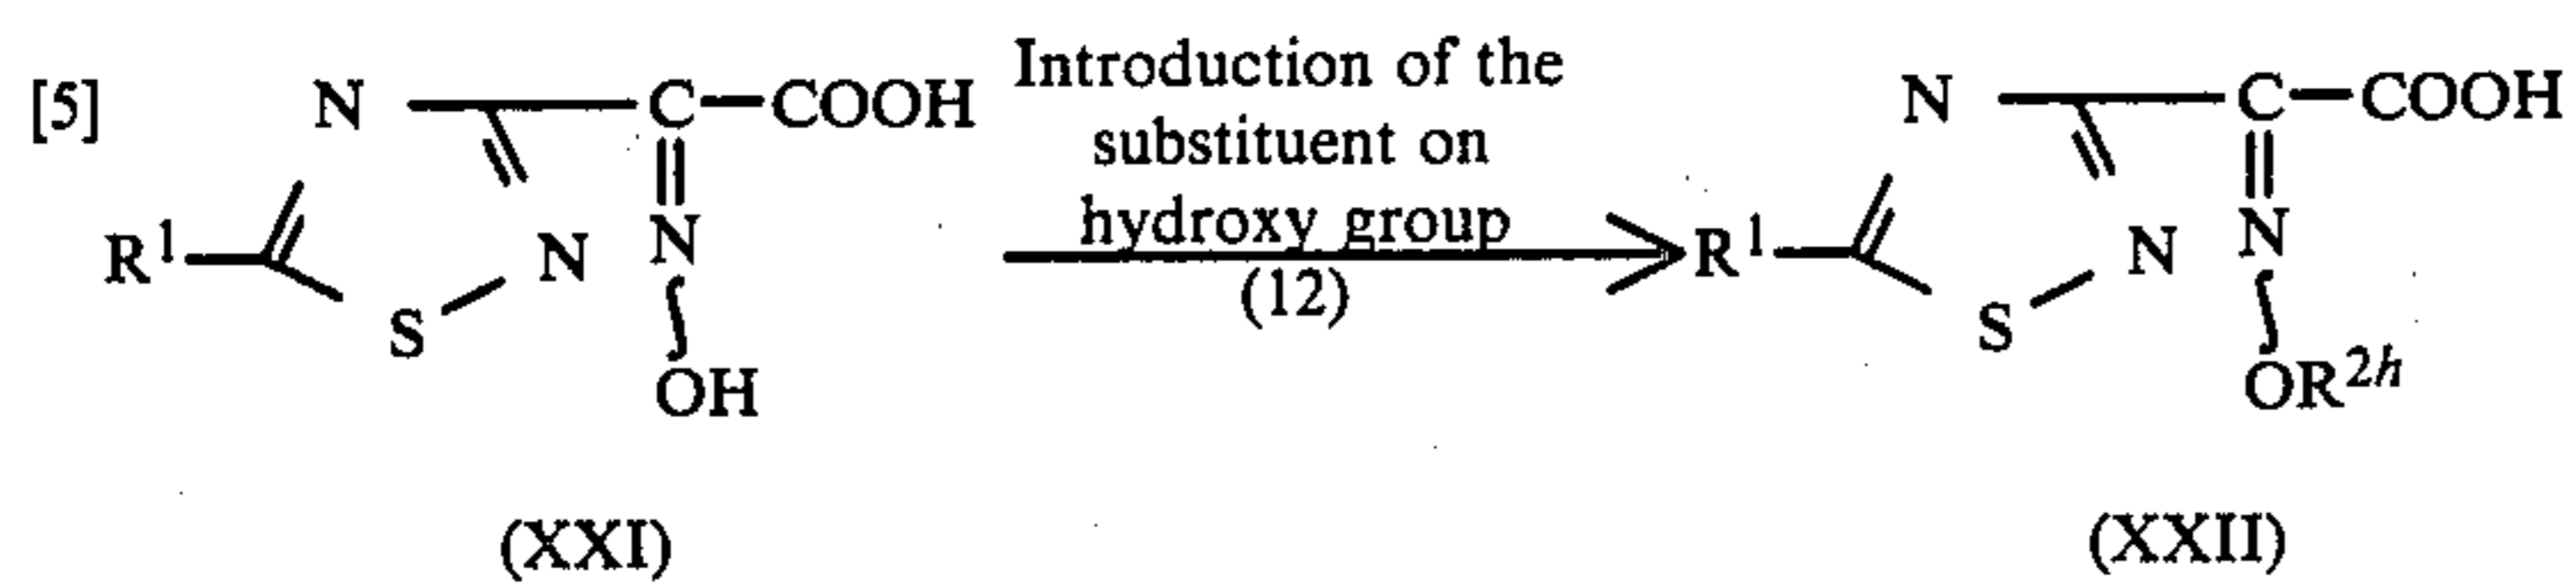 [5]
N C—COOH
N
R¹ N
S
OH
(XXI)
Introduction of the
substituent on
hydroxy group
(12)
N C—COOH
N
R¹ N
S
OR²ʰ
(XXII)